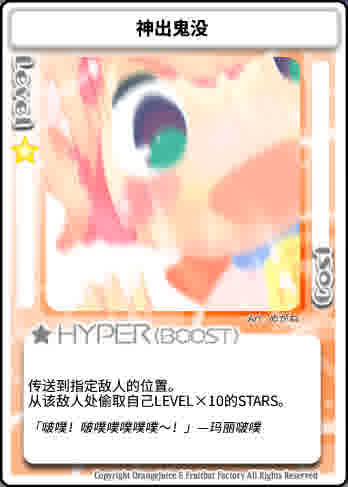 神出鬼没
Level
Cost
Art めがね
HYPER(BOOST)
传送到指定敌人的位置。
从该敌人处偷取自己LEVEL×10的STARS。
「啵噗！啵噗噗噗噗噗～！」—玛丽啵噗
Copyright OrangeJuice & Fruitbat Factory All Rights Reserved